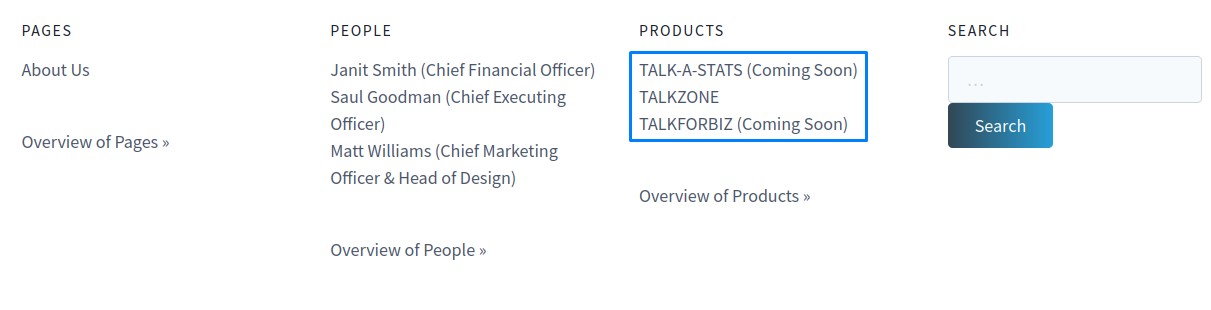 PAGES
About Us
Overview of Pages »
PEOPLE
Janit Smith (Chief Financial Officer)
Saul Goodman (Chief Executing
Officer)
Matt Williams (Chief Marketing
Officer & Head of Design)
Overview of People »
PRODUCTS
TALK-A-STATS (Coming Soon)
TALKZONE
TALKFORBIZ (Coming Soon)
Overview of Products »
SEARCH
...
Search